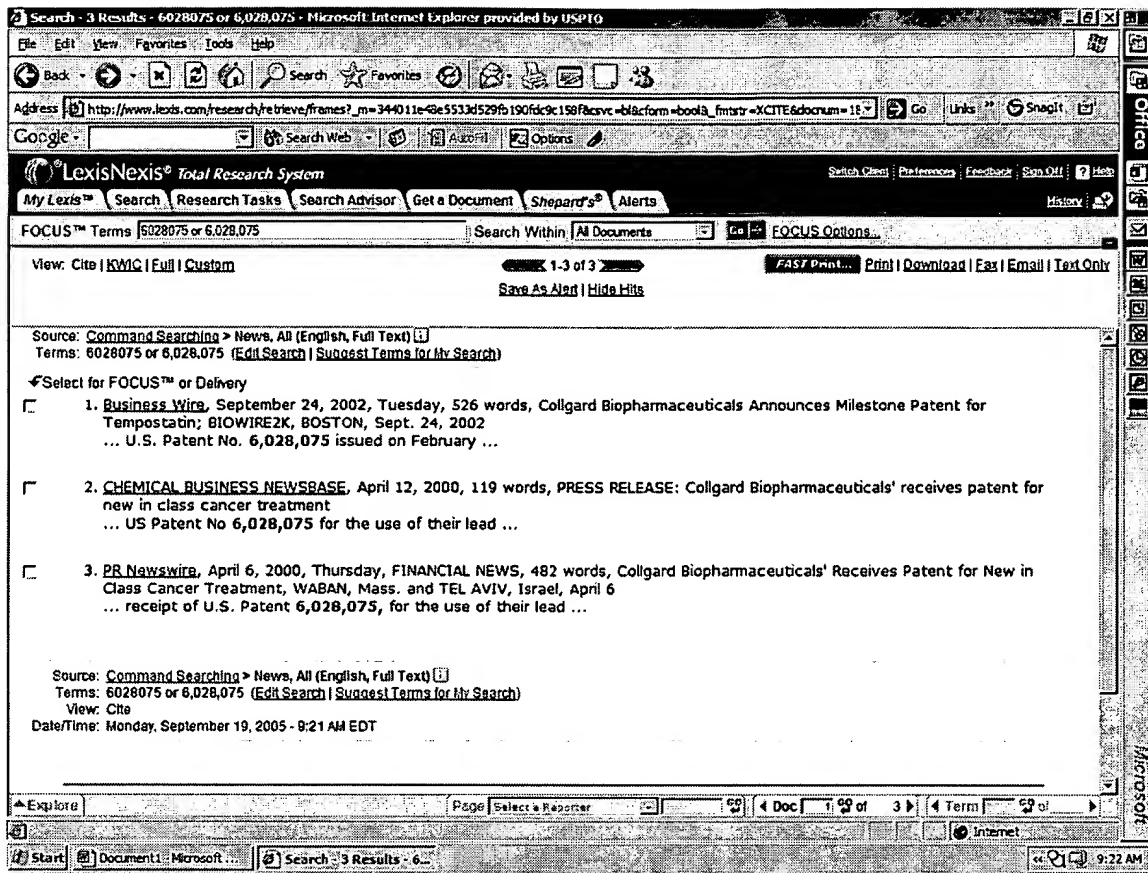 Search - 3 Results - 6028075 or 6,028,075 - Microsoft Internet Explorer provided by USPTO
File Edit View Favorites Tools Help
Back Search Favorites
Address http://www.lexis.com/research/retrieve/frames?_m=344011e48e5533d529fb190fdc9c158f&csvc=bl&cform=bool&_fmtstr=XCITE&docnum=1& Go Links » SnagIt
Google - Search Web AutoFill Options
LexisNexis® Total Research System Switch Client | Preferences | Feedback | Sign Off | ? Help
My Lexis™ Search Research Tasks Search Advisor Get a Document Shepard's® Alerts History
FOCUS™ Terms 6028075 or 6,028,075 Search Within All Documents Go FOCUS Options...
View: Cite | KWIC | Full | Custom 1-3 of 3 FAST Print... Print | Download | Fax | Email | Text Only
Save As Alert | Hide Hits
Source: Command Searching > News, All (English, Full Text) i
Terms: 6028075 or 6,028,075 (Edit Search | Suggest Terms for My Search)
Select for FOCUS™ or Delivery
1. Business Wire, September 24, 2002, Tuesday, 526 words, Collgard Biopharmaceuticals Announces Milestone Patent for
Tempostatin; BIOWIRE2K, BOSTON, Sept. 24, 2002
... U.S. Patent No. 6,028,075 issued on February ...
2. CHEMICAL BUSINESS NEWSBASE, April 12, 2000, 119 words, PRESS RELEASE: Collgard Biopharmaceuticals' receives patent for
new in class cancer treatment
... US Patent No 6,028,075 for the use of their lead ...
3. PR Newswire, April 6, 2000, Thursday, FINANCIAL NEWS, 482 words, Collgard Biopharmaceuticals' Receives Patent for New in
Class Cancer Treatment, WABAN, Mass. and TEL AVIV, Israel, April 6
... receipt of U.S. Patent 6,028,075, for the use of their lead ...
Source: Command Searching > News, All (English, Full Text) i
Terms: 6028075 or 6,028,075 (Edit Search | Suggest Terms for My Search)
View: Cite
Date/Time: Monday, September 19, 2005 - 9:21 AM EDT
Explore Page Select a Reporter Doc 1 of 3 Term of
Internet
Start Document1 - Microsoft ... Search - 3 Results - 6... 9:22 AM
Office
Microsoft